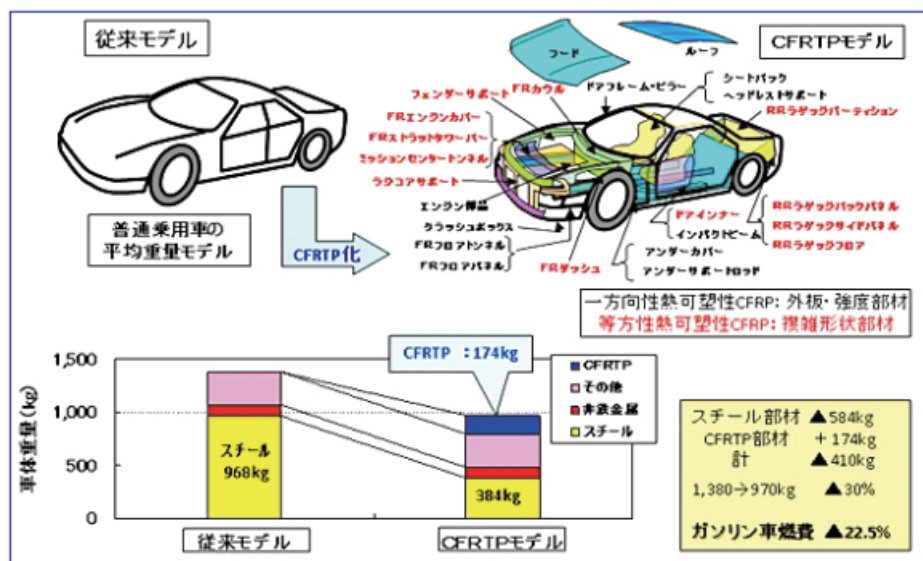 従来モデル
CFRTPモデル
フード
ルーフ
フェンダーサポート
FRカウル
ドアフレーム・ピラー
シートバック
ヘッドレストサポート
RRラゲッジパーティション
FRエンジンカバー
FRストラットタワーバー
ミッションセンタートンネル
ラジコアサポート
エンジン部品
クラッシュボックス
FRフロアトンネル
FRフロアパネル
FRダッシュ
ドアインナー
インパクトビーム
アンダーカバー
アンダーサポートロッド
RRラゲッジバックパネル
RRラゲッジサイドパネル
RRラゲッジフロア
普通乗用車の
平均重量モデル
CFRTP化
一方向性熱可塑性CFRP: 外板・強度部材
等方性熱可塑性CFRP: 複雑形状部材
CFRTP :174kg
車体重量(kg)
1,500
1,000
500
0
スチール
968kg
384kg
従来モデル
CFRTPモデル
CFRTP
その他
非鉄金属
スチール
スチール部材 ▲584kg
CFRTP部材 +174kg
計 ▲410kg
1,380→970kg ▲30%
ガソリン車燃費 ▲22.5%